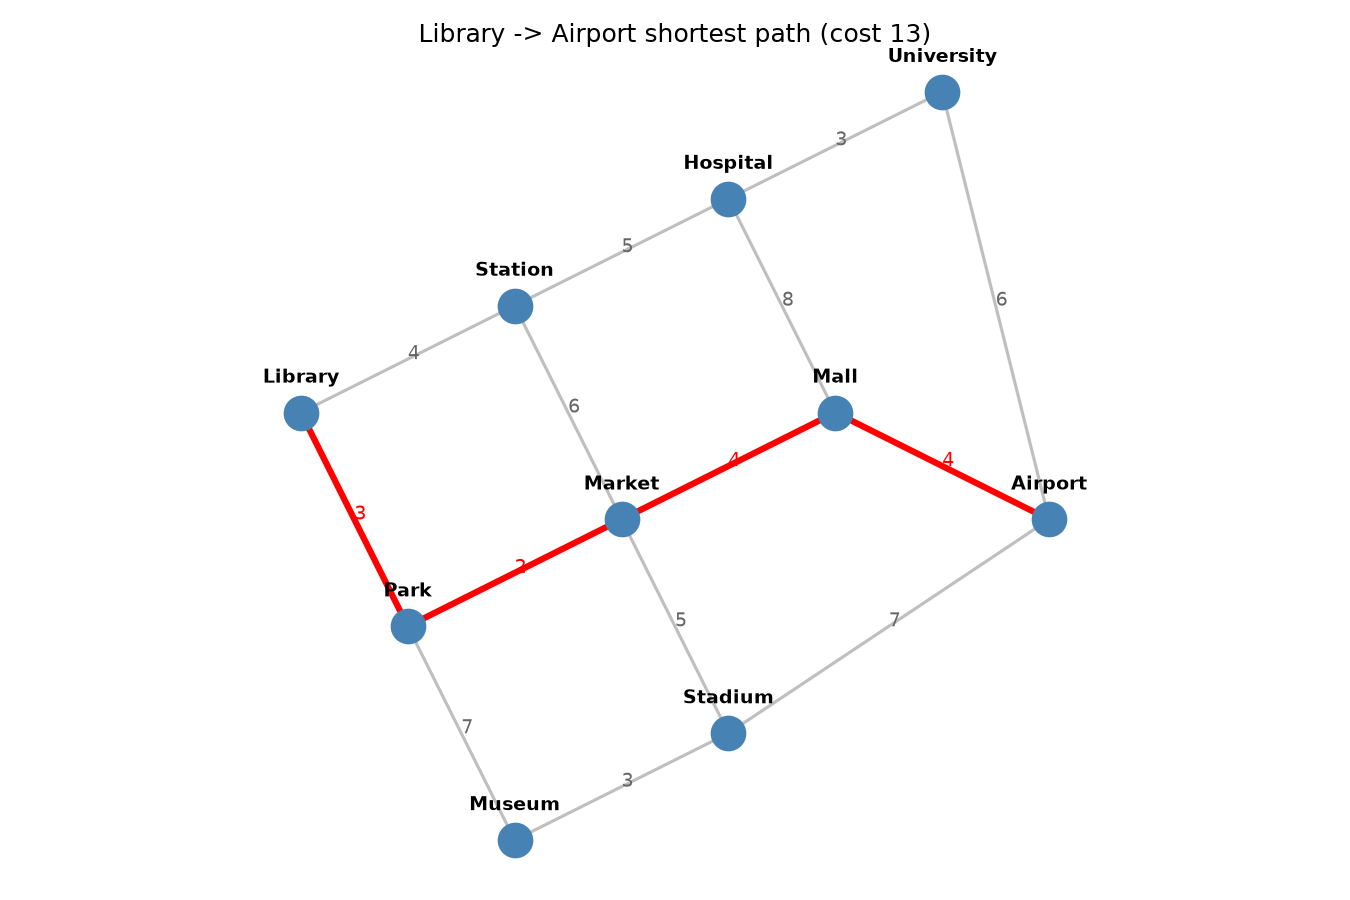 Library -> Airport shortest path (cost 13)
University
3
Hospital
5
Station
8
6
4
Library
Mall
6
4
4
Market
Airport
3
2
Park
5
7
Stadium
7
3
Museum